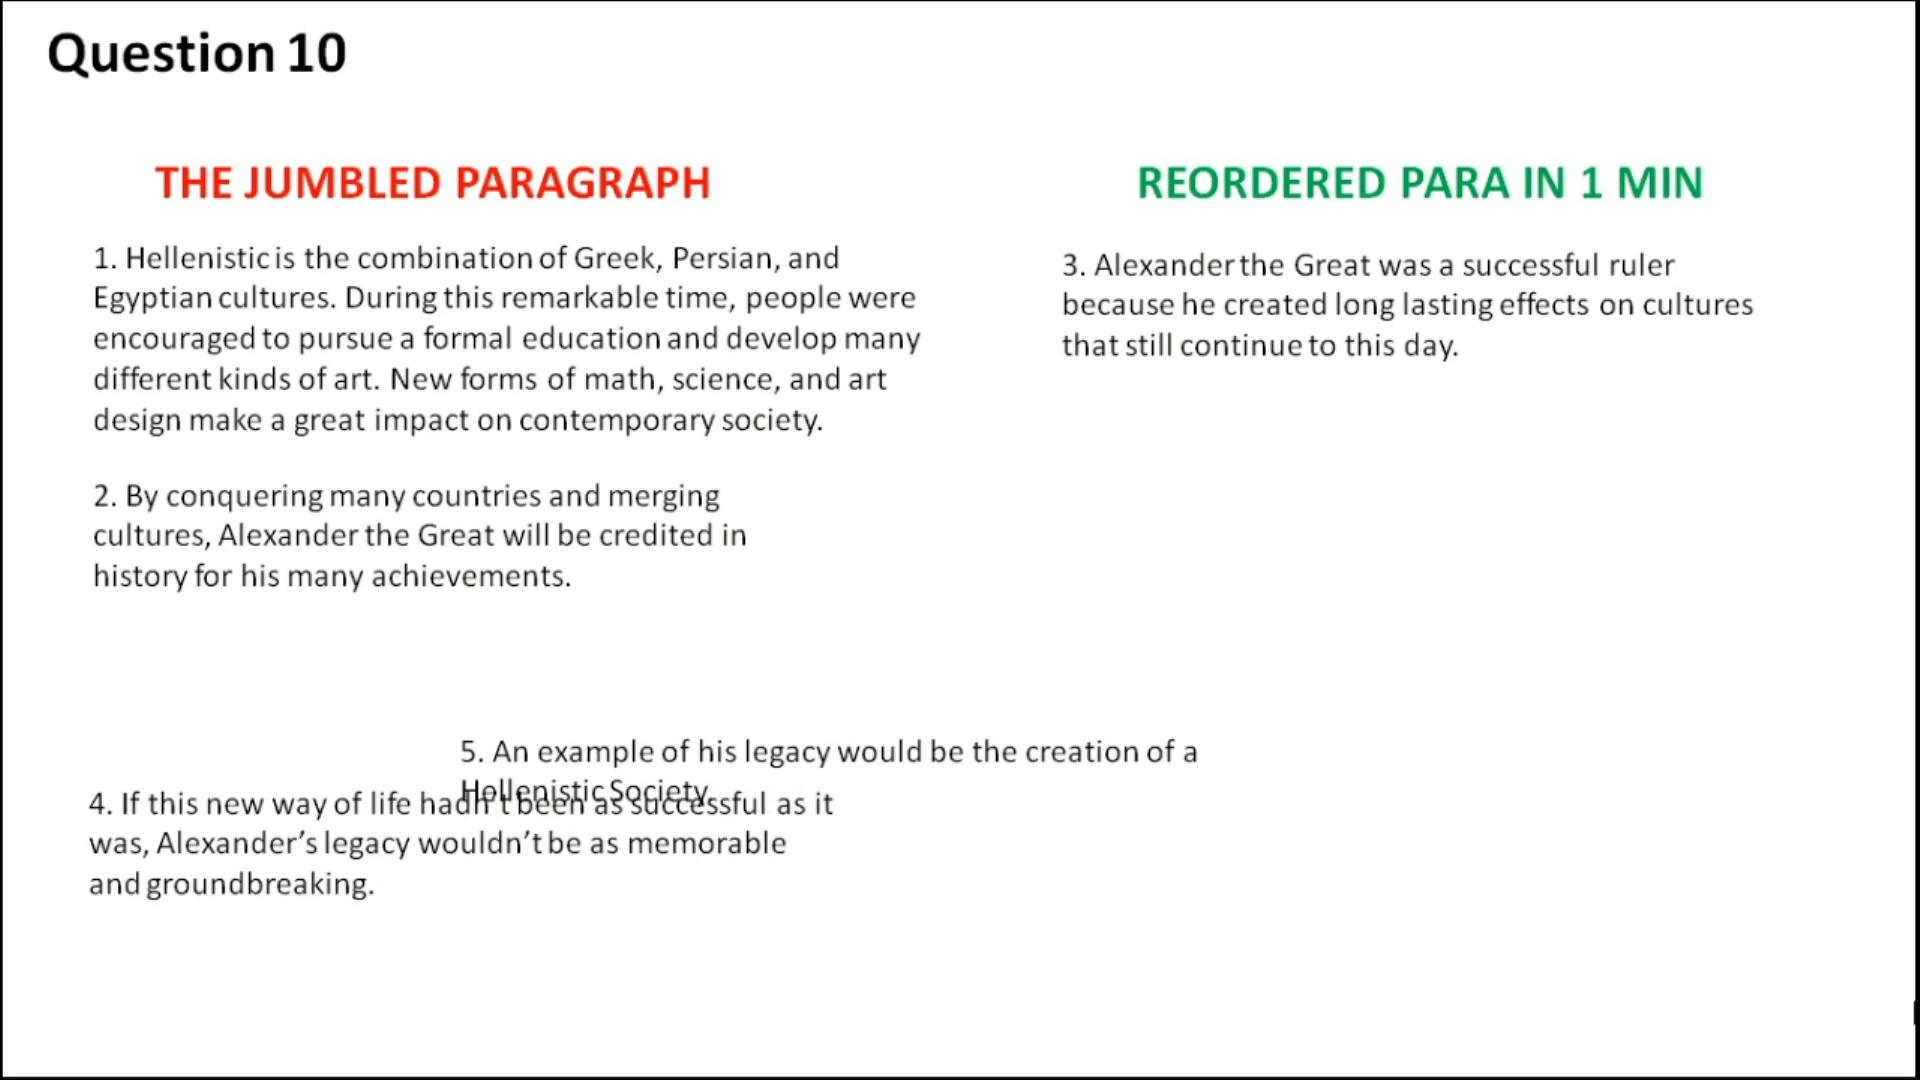 Question 10
THE JUMBLED PARAGRAPH
1. Hellenistic is the combination of Greek, Persian, and
Egyptian cultures. During this remarkable time, people were
encouraged to pursue a formal education and develop many
different kinds of art. New forms of math, science, and art
design make a great impact on contemporary society.
2. By conquering many countries and merging
cultures, Alexander the Great will be credited in
history for his many achievements.
5. An example of his legacy would be the creation of a
Hellenistic Society.
4. If this new way of life hadn't been as successful as it
was, Alexander’s legacy wouldn’t be as memorable
and groundbreaking.
REORDERED PARA IN 1 MIN
3. Alexander the Great was a successful ruler
because he created long lasting effects on cultures
that still continue to this day.